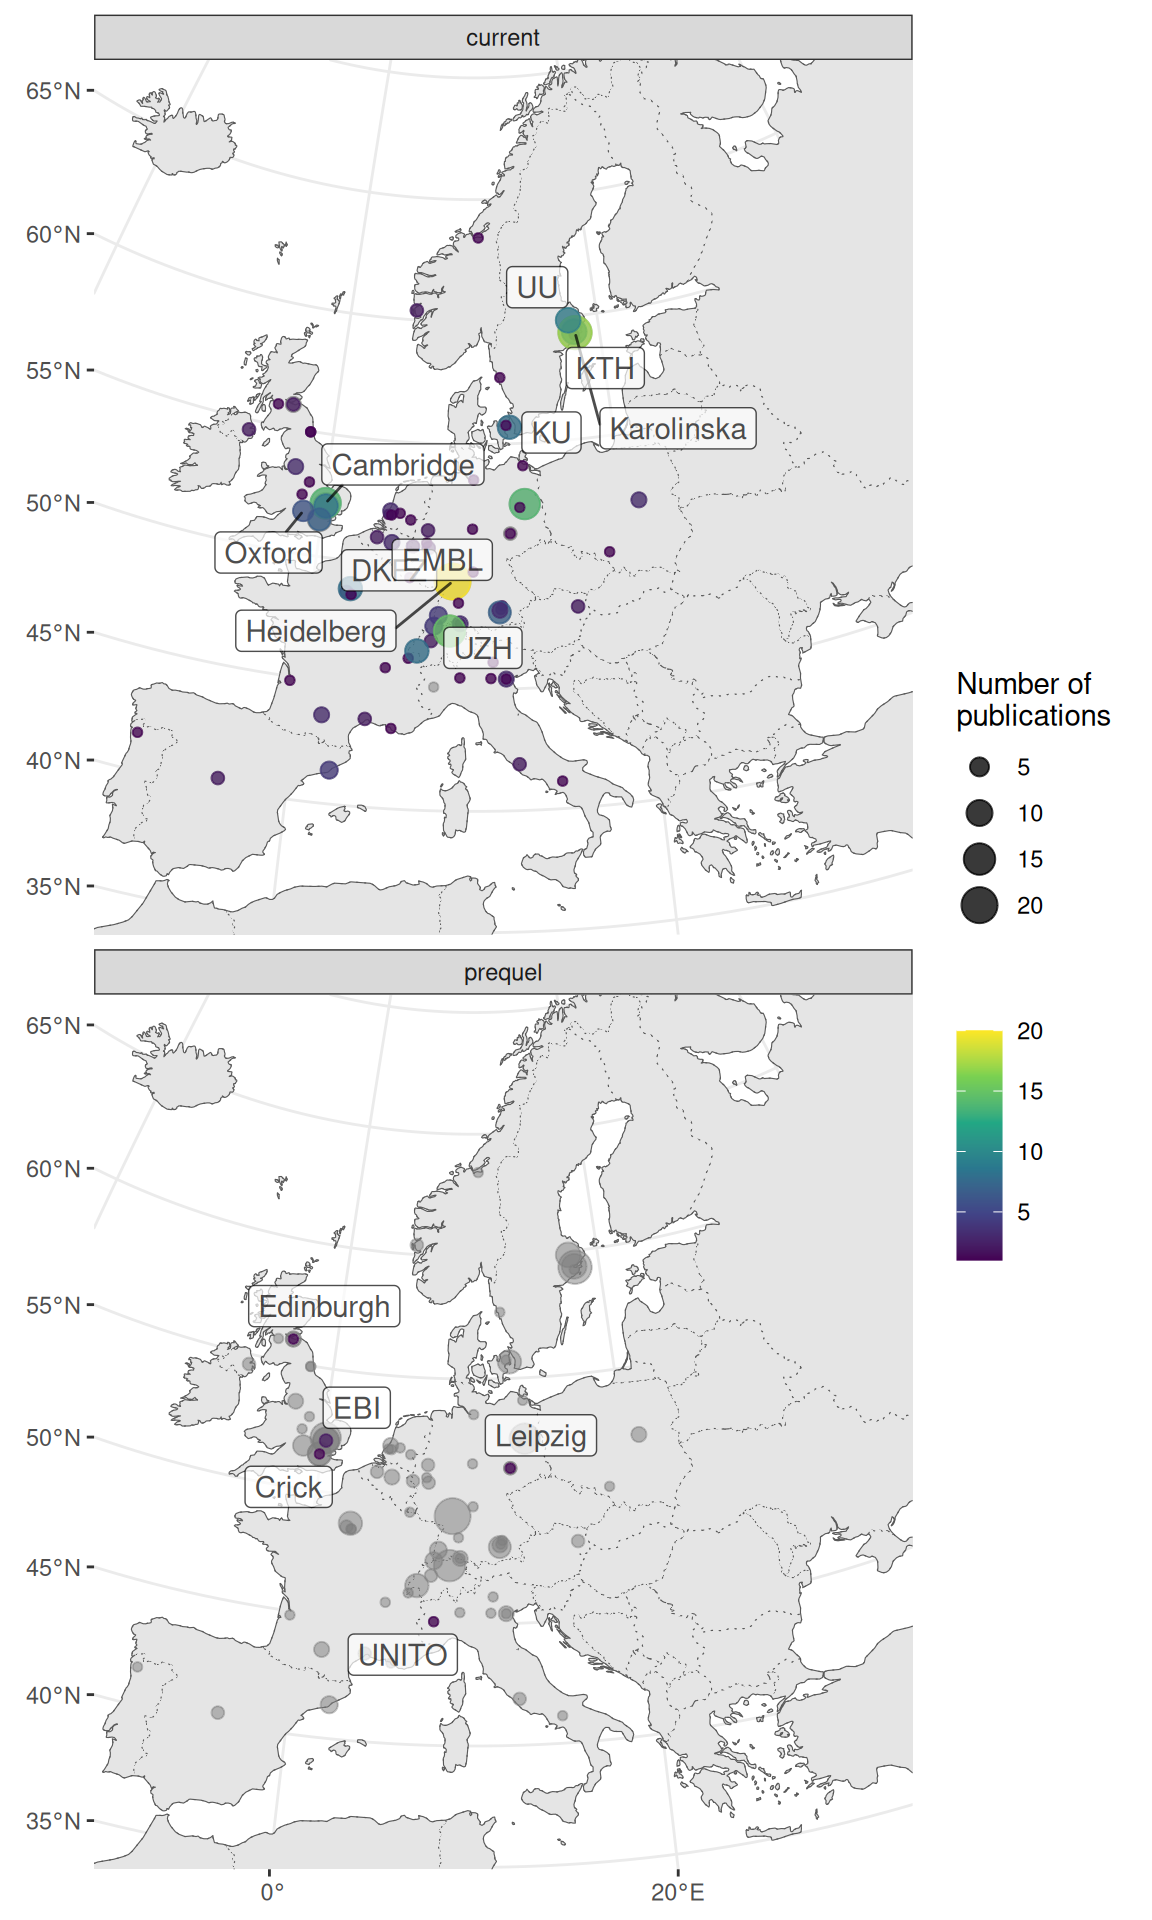 current
65°N
60°N
55°N
50°N
45°N
40°N
35°N
UU
KTH
KU
Karolinska
Cambridge
Oxford
EMBL
Heidelberg
UZH
Number of
publications
5
10
15
20
20
15
10
5
prequel
65°N
60°N
55°N
50°N
45°N
40°N
35°N
Edinburgh
EBI
Leipzig
Crick
UNITO
0°
20°E